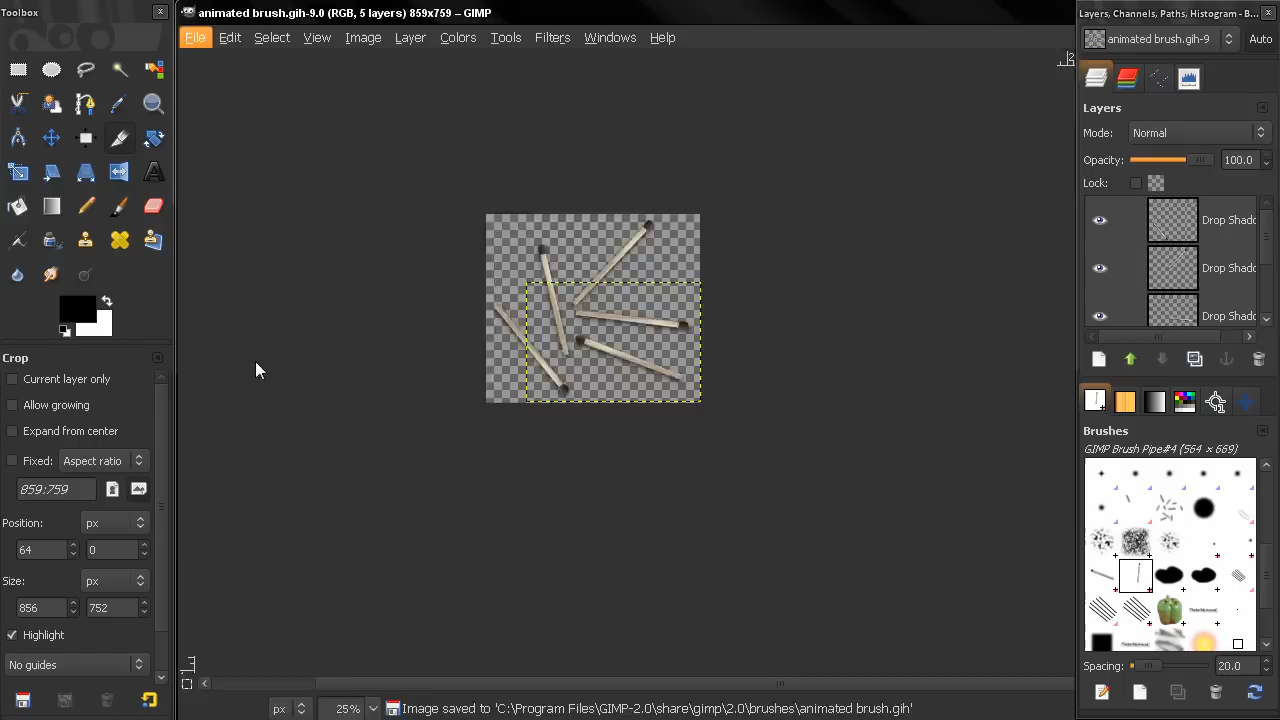 Toolbox
animated brush.gih-9.0 (RGB, 5 layers) 859x759 – GIMP
Layers, Channels, Paths, Histogram - B...
File Edit Select View Image Layer Colors Tools Filters Windows Help
animated brush.gih-9 Auto
Layers
Mode: Normal
Opacity: 100.0
Lock:
Drop Shado
Drop Shado
Drop Shado
Crop
Current layer only
Allow growing
Expand from center
Fixed: Aspect ratio
859:759
Position: px
64 0
Size: px
856 752
Highlight
No guides
Brushes
GIMP Brush Pipe#4 (564 × 669)
Spacing: 20.0
px 25% Image saved to 'C:\Program Files\GIMP-2.0\share\gimp\2.0\brushes\animated brush.gih'